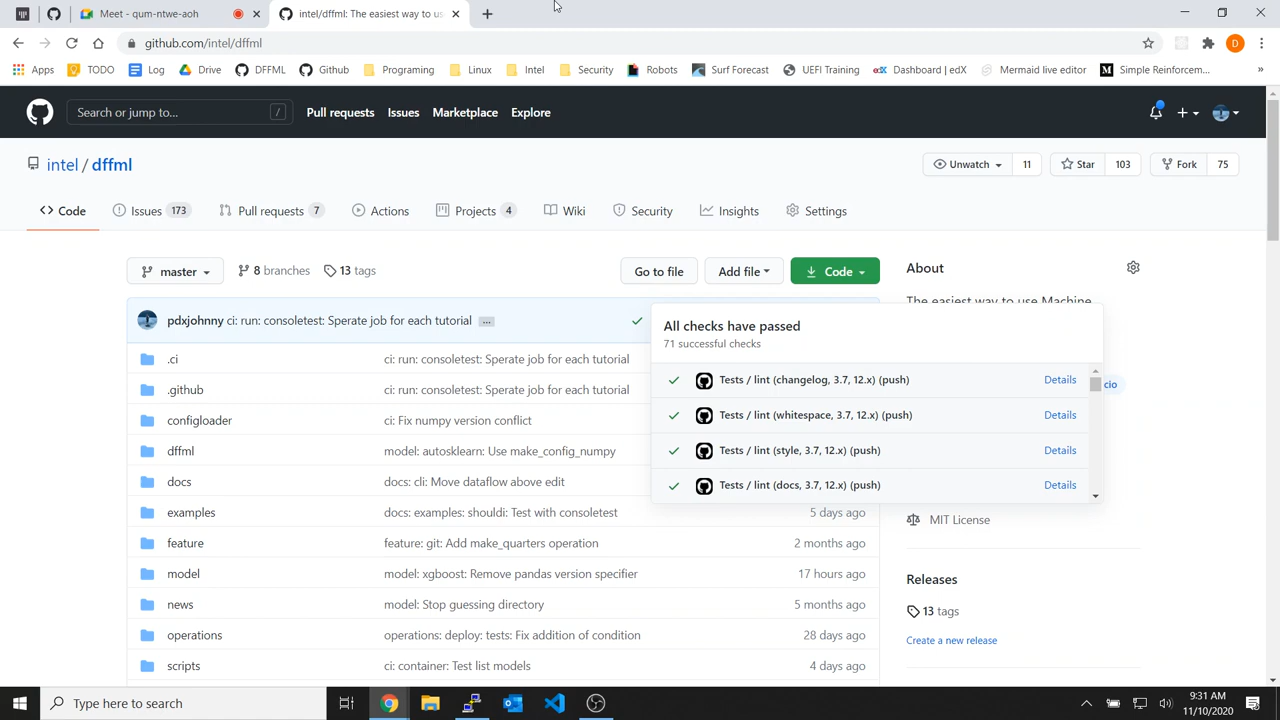 Meet - qum-ntwe-aoh
intel/dffml: The easiest way to us
github.com/intel/dffml
D
Apps TODO Log Drive DFFML Github Programing Linux Intel Security Robots Surf Forecast UEFI Training edX Dashboard | edX Mermaid live editor M Simple Reinforcem... »
Search or jump to... /
Pull requests Issues Marketplace Explore
intel / dffml
Unwatch 11 Star 103 Fork 75
Code Issues 173 Pull requests 7 Actions Projects 4 Wiki Security Insights Settings
master 8 branches 13 tags
Go to file Add file Code
About
The easiest way to use Machine
pdxjohnny ci: run: consoletest: Sperate job for each tutorial ...
All checks have passed
71 successful checks
Tests / lint (changelog, 3.7, 12.x) (push) Details
Tests / lint (whitespace, 3.7, 12.x) (push) Details
Tests / lint (style, 3.7, 12.x) (push) Details
Tests / lint (docs, 3.7, 12.x) (push) Details
cio
.ci ci: run: consoletest: Sperate job for each tutorial
.github ci: run: consoletest: Sperate job for each tutorial
configloader ci: Fix numpy version conflict
dffml model: autosklearn: Use make_config_numpy
docs docs: cli: Move dataflow above edit
examples docs: examples: shouldi: Test with consoletest 5 days ago
feature feature: git: Add make_quarters operation 2 months ago
model model: xgboost: Remove pandas version specifier 17 hours ago
news model: Stop guessing directory 5 months ago
operations operations: deploy: tests: Fix addition of condition 28 days ago
scripts ci: container: Test list models 4 days ago
MIT License
Releases
13 tags
Create a new release
Type here to search
9:31 AM
11/10/2020